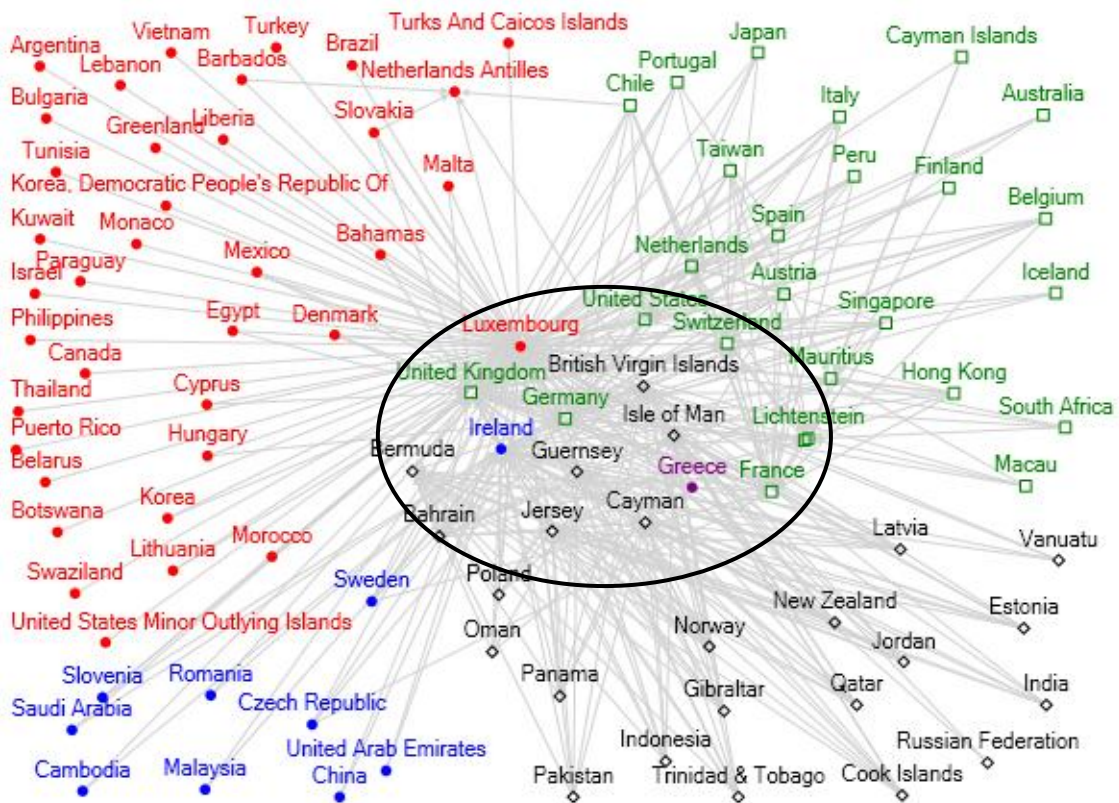 Turks And Caicos Islands
Turkey
Vietnam
Brazil
Japan
Cayman Islands
Argentina
Lebanon
Barbados
Netherlands Antilles
Portugal
Chile
Bulgaria
Slovakia
Italy
Australia
Greenland
Liberia
Tunisia
Malta
Taiwan
Peru
Finland
Korea, Democratic People's Republic Of
Belgium
Kuwait
Monaco
Bahamas
Spain
Netherlands
Paraguay
Mexico
Israel
Austria
Iceland
United States
Singapore
Philippines
Egypt
Denmark
Luxembourg
Switzerland
Canada
British Virgin Islands
Mauritius
United Kingdom
Hong Kong
Thailand
Cyprus
Germany
Isle of Man
Lichtenstein
South Africa
Puerto Rico
Hungary
Ireland
Belarus
Bermuda
Guernsey
Greece
France
Macau
Botswana
Korea
Bahrain
Jersey
Cayman
Latvia
Vanuatu
Lithuania
Morocco
Swaziland
Sweden
Poland
New Zealand
Estonia
United States Minor Outlying Islands
Oman
Norway
Jordan
Slovenia
Romania
Panama
Gibraltar
Qatar
India
Saudi Arabia
Czech Republic
Indonesia
Russian Federation
United Arab Emirates
Cambodia
Malaysia
China
Pakistan
Trinidad & Tobago
Cook Islands